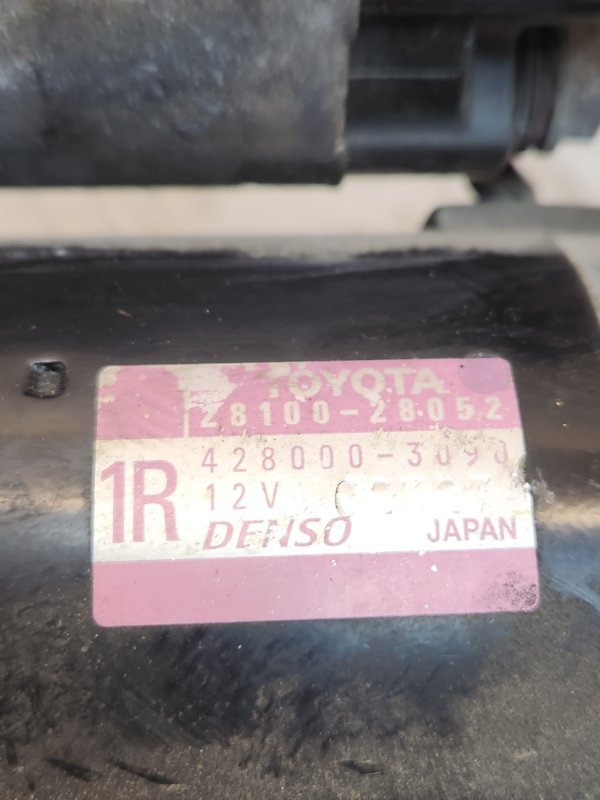 TOYOTA
28100-28052
1R
428000-3090
12V
DENSO JAPAN